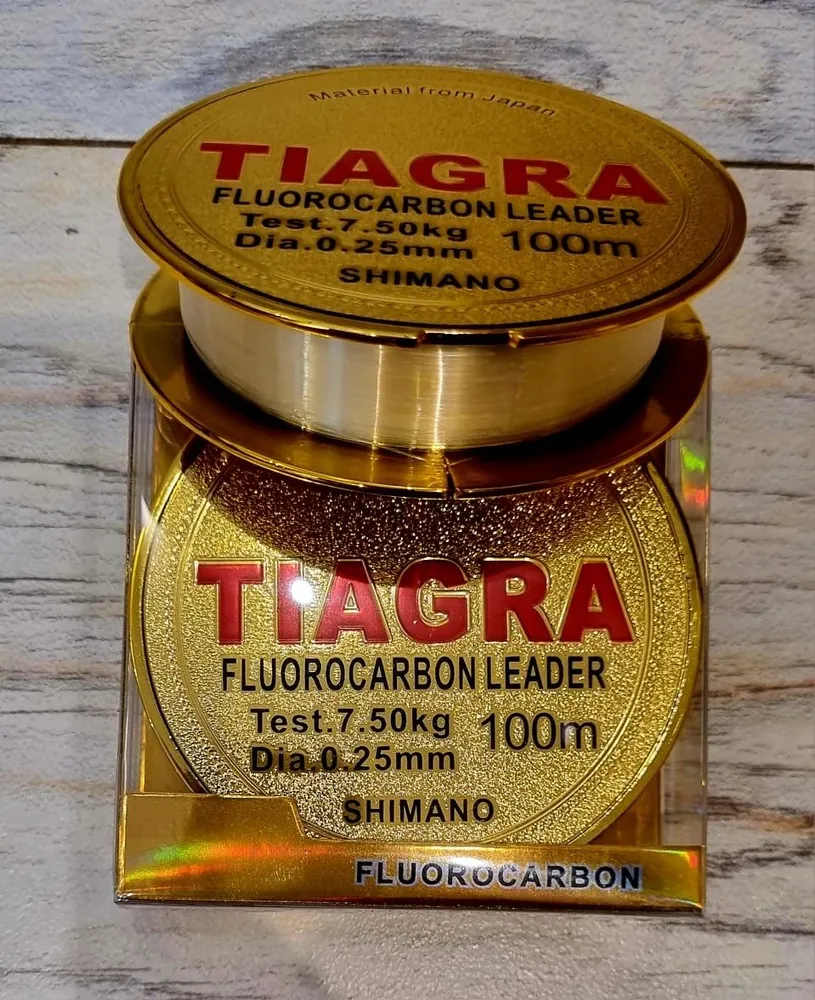 Material from Japan
TIAGRA
FLUOROCARBON LEADER
Test.7.50kg 100m
Dia.0.25mm
SHIMANO
TIAGRA
FLUOROCARBON LEADER
Test.7.50kg 100m
Dia.0.25mm
SHIMANO
FLUOROCARBON